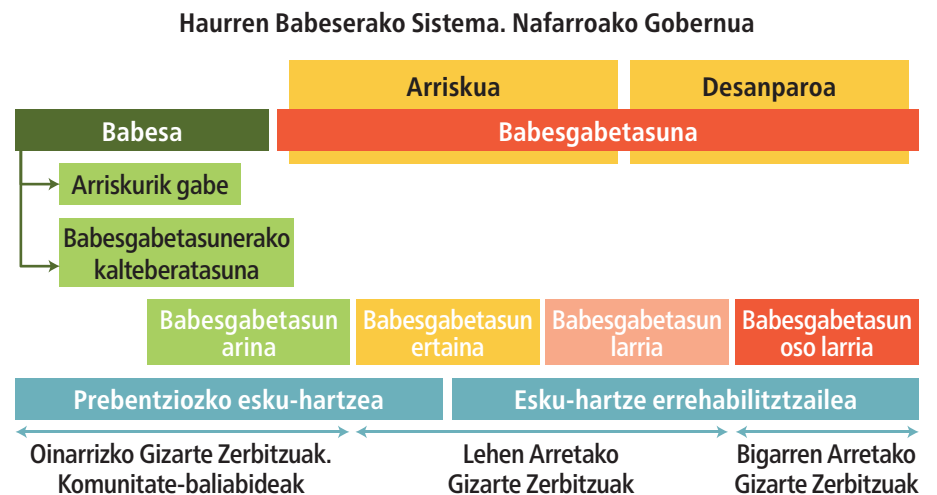 Haurren Babeserako Sistema. Nafarroako Gobernua
Arriskua
Desanparoa
Babesa
Babesgabetasuna
Arriskurik gabe
Babesgabetasunerako
kalteberatasuna
Babesgabetasun
arina
Babesgabetasun
ertaina
Babesgabetasun
larria
Babesgabetasun
oso larria
Prebentziozko esku-hartzea
Esku-hartze errehabilitztzailea
Oinarrizko Gizarte Zerbitzuak.
Komunitate-baliabideak
Lehen Arretako
Gizarte Zerbitzuak
Bigarren Arretako
Gizarte Zerbitzuak